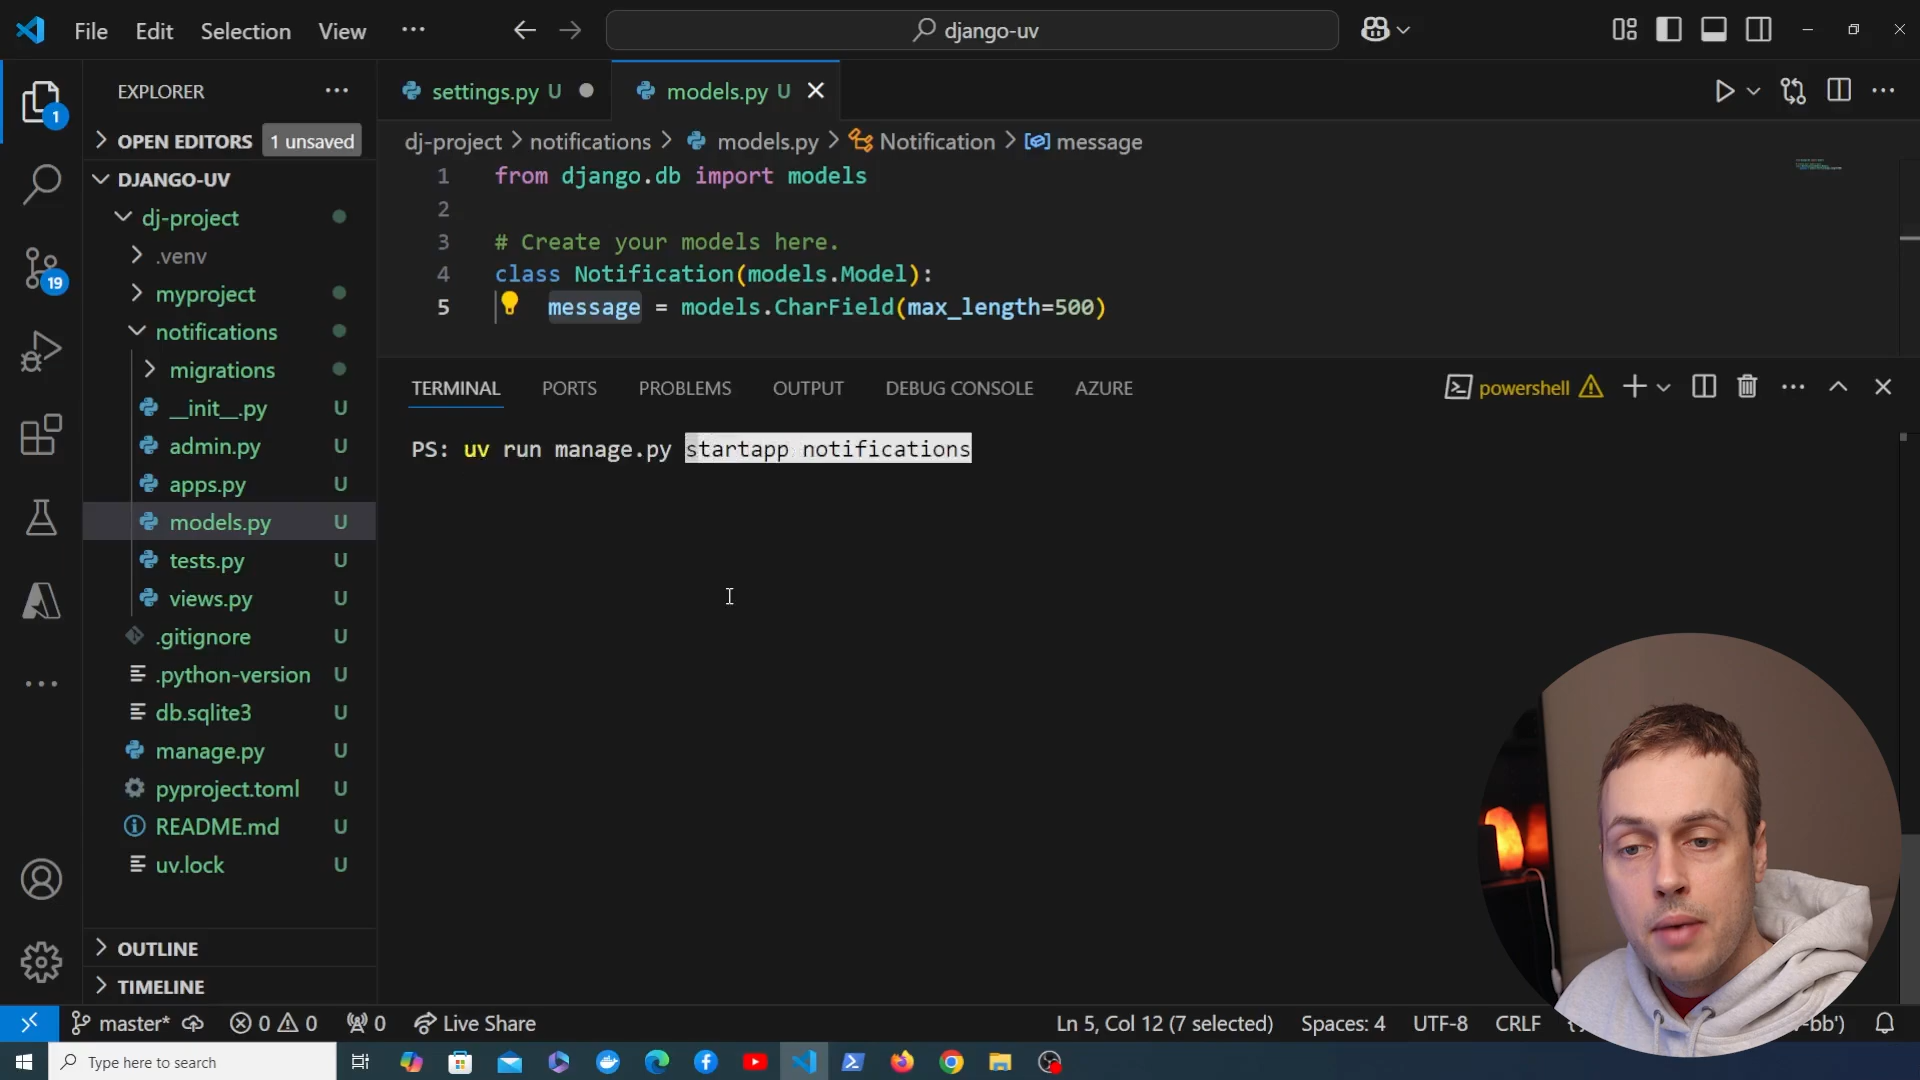 File Edit Selection View ··· django-uv
EXPLORER
settings.py U
models.py U
OPEN EDITORS 1 unsaved
dj-project > notifications > models.py > Notification > message
DJANGO-UV
dj-project
.venv
myproject
notifications
migrations
__init__.py U
admin.py U
apps.py U
models.py U
tests.py U
views.py U
.gitignore U
.python-version U
db.sqlite3 U
manage.py U
pyproject.toml U
README.md U
uv.lock U
OUTLINE
TIMELINE
1
19
1 from django.db import models
2
3 # Create your models here.
4 class Notification(models.Model):
5 message = models.CharField(max_length=500)
TERMINAL PORTS PROBLEMS OUTPUT DEBUG CONSOLE AZURE powershell
PS: uv run manage.py startapp notifications
master* 0 0 0 Live Share Ln 5, Col 12 (7 selected) Spaces: 4 UTF-8 CRLF
Type here to search